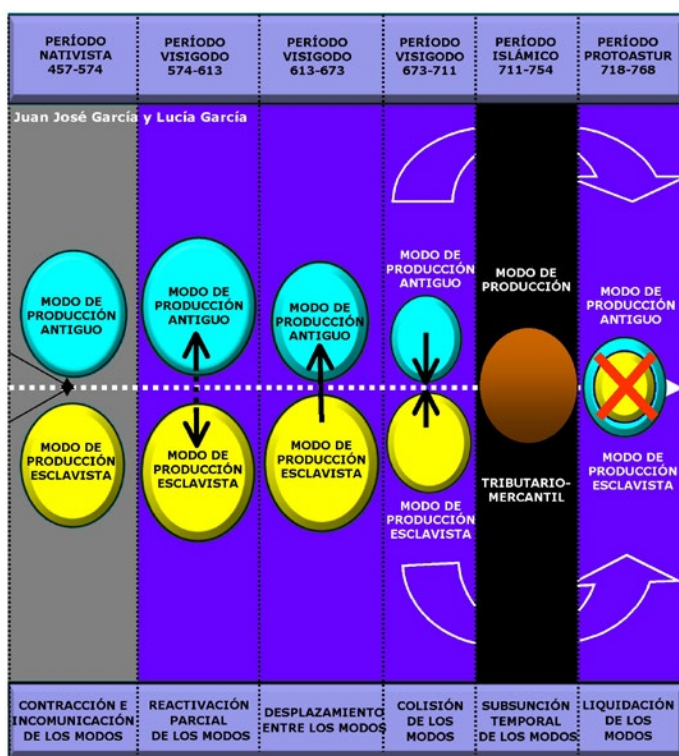 PERÍODO
NATIVISTA
457-574
PERÍODO
VISIGODO
574-613
PERÍODO
VISIGODO
613-673
PERÍODO
VISIGODO
673-711
PERÍODO
ISLÁMICO
711-754
PERÍODO
PROTOASTUR
718-768
Juan José García y Lucía García
MODO DE
PRODUCCIÓN
ANTIGUO
MODO DE
PRODUCCIÓN
ESCLAVISTA
MODO DE
PRODUCCIÓN
ANTIGUO
MODO DE
PRODUCCIÓN
ESCLAVISTA
MODO DE
PRODUCCIÓN
ANTIGUO
MODO DE
PRODUCCIÓN
ESCLAVISTA
MODO DE
PRODUCCIÓN
ANTIGUO
MODO DE
PRODUCCIÓN
ESCLAVISTA
MODO DE
PRODUCCIÓN
TRIBUTARIO-
MERCANTIL
MODO DE
PRODUCCIÓN
ANTIGUO
MODO DE
PRODUCCIÓN
ESCLAVISTA
CONTRACCIÓN E
INCOMUNICACIÓN
DE LOS MODOS
REACTIVACIÓN
PARCIAL
DE LOS MODOS
DESPLAZAMIENTO
ENTRE LOS MODOS
COLISIÓN
DE LOS
MODOS
SUBSUNCIÓN
TEMPORAL
DE LOS MODOS
LIQUIDACIÓN
DE LOS
MODOS